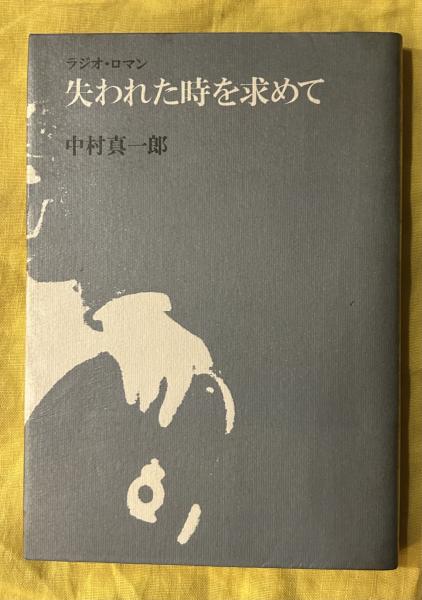 ラジオ・ロマン
失われた時を求めて
中村真一郎